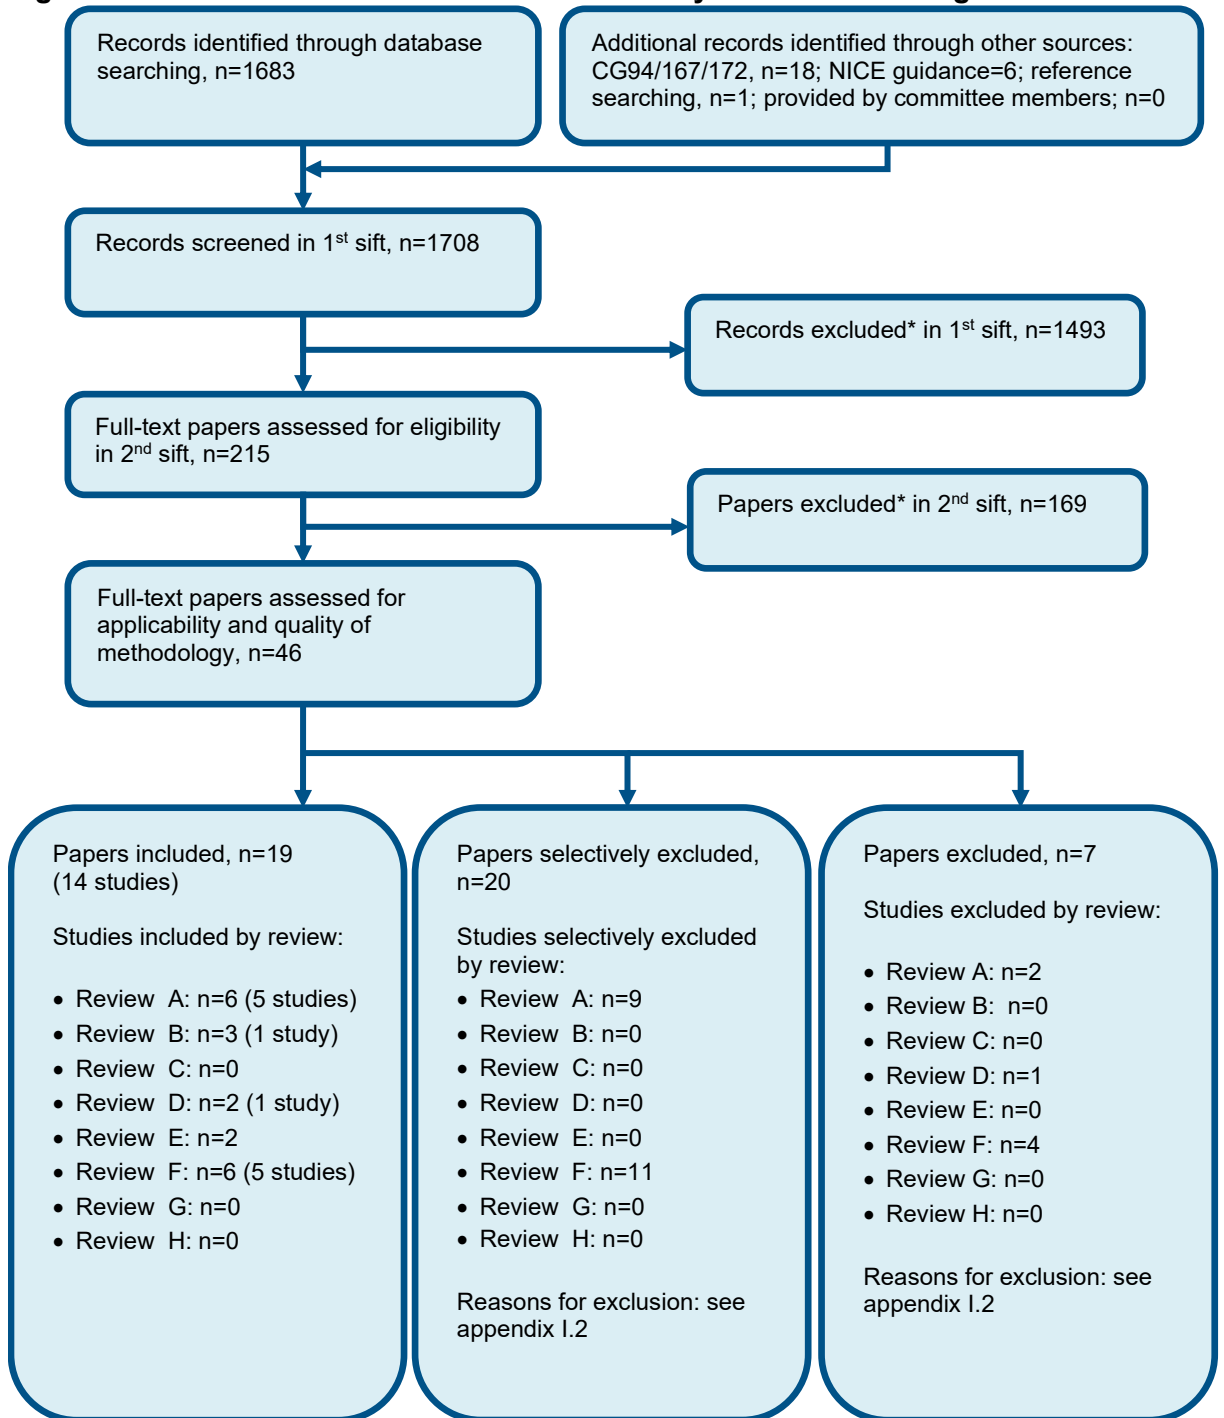 Records identified through database
searching, n=1683
Additional records identified through other sources:
CG94/167/172, n=18; NICE guidance=6; reference
searching, n=1; provided by committee members; n=0
Records screened in 1st sift, n=1708
Records excluded* in 1st sift, n=1493
Full-text papers assessed for eligibility
in 2nd sift, n=215
Papers excluded* in 2nd sift, n=169
Full-text papers assessed for
applicability and quality of
methodology, n=46
Papers included, n=19
(14 studies)
Studies included by review:
• Review A: n=6 (5 studies)
• Review B: n=3 (1 study)
• Review C: n=0
• Review D: n=2 (1 study)
• Review E: n=2
• Review F: n=6 (5 studies)
• Review G: n=0
• Review H: n=0
Papers selectively excluded,
n=20
Studies selectively excluded
by review:
• Review A: n=9
• Review B: n=0
• Review C: n=0
• Review D: n=0
• Review E: n=0
• Review F: n=11
• Review G: n=0
• Review H: n=0
Reasons for exclusion: see
appendix I.2
Papers excluded, n=7
Studies excluded by review:
• Review A: n=2
• Review B: n=0
• Review C: n=0
• Review D: n=1
• Review E: n=0
• Review F: n=4
• Review G: n=0
• Review H: n=0
Reasons for exclusion: see
appendix I.2